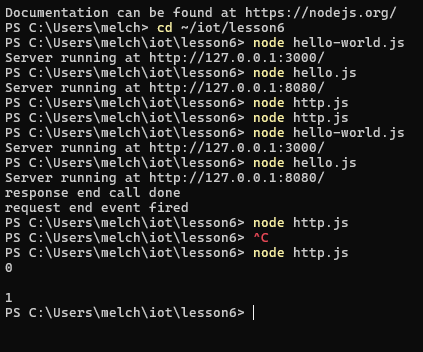 Documentation can be found at https://nodejs.org/
PS C:\Users\melch> cd ~/iot/lesson6
PS C:\Users\melch\iot\lesson6> node hello-world.js
Server running at http://127.0.0.1:3000/
PS C:\Users\melch\iot\lesson6> node hello.js
Server running at http://127.0.0.1:8080/
PS C:\Users\melch\iot\lesson6> node http.js
PS C:\Users\melch\iot\lesson6> node http.js
PS C:\Users\melch\iot\lesson6> node hello-world.js
Server running at http://127.0.0.1:3000/
PS C:\Users\melch\iot\lesson6> node hello.js
Server running at http://127.0.0.1:8080/
response end call done
request end event fired
PS C:\Users\melch\iot\lesson6> node http.js
PS C:\Users\melch\iot\lesson6> ^C
PS C:\Users\melch\iot\lesson6> node http.js
0
1
PS C:\Users\melch\iot\lesson6>